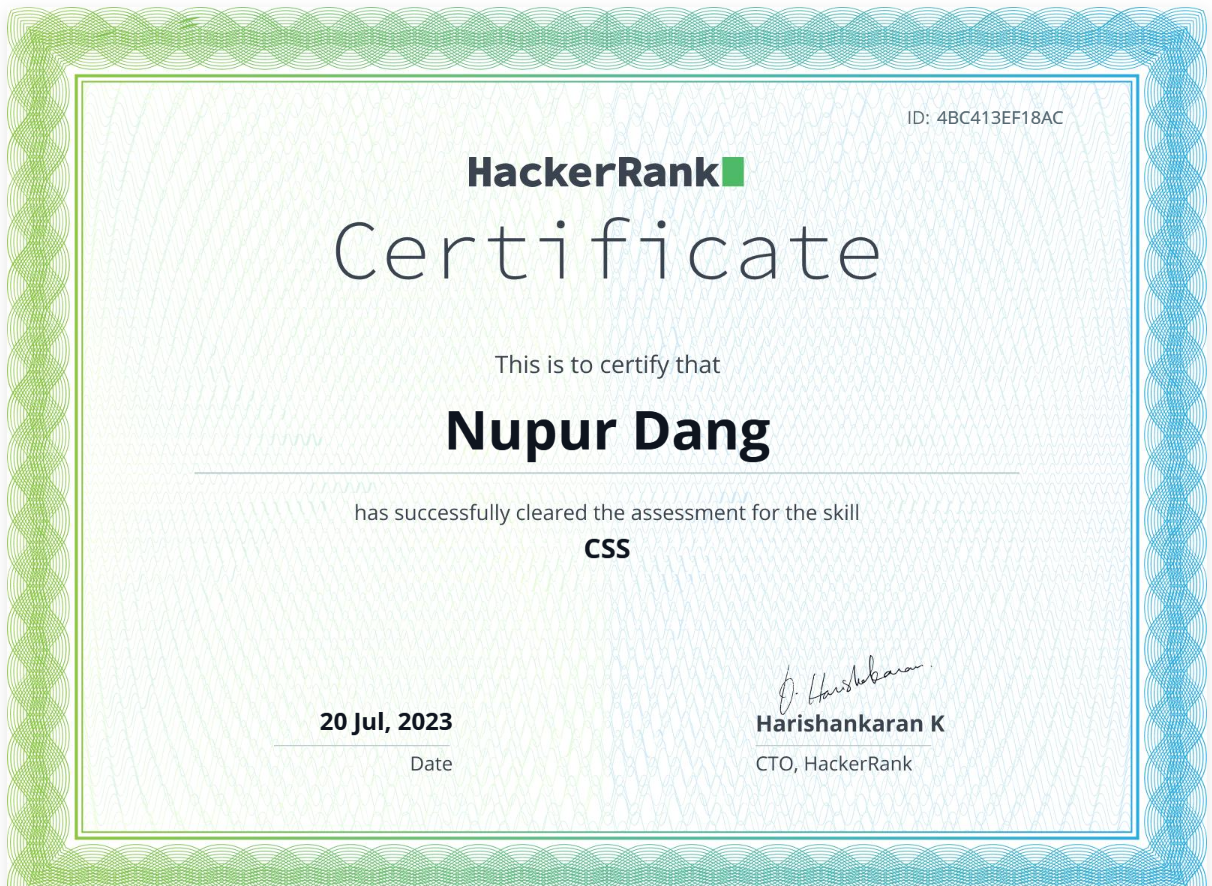 ID: 4BC413EF18AC
HackerRank
Certificate
This is to certify that
Nupur Dang
has successfully cleared the assessment for the skill
CSS
20 Jul, 2023
Date
Harishankaran K
CTO, HackerRank